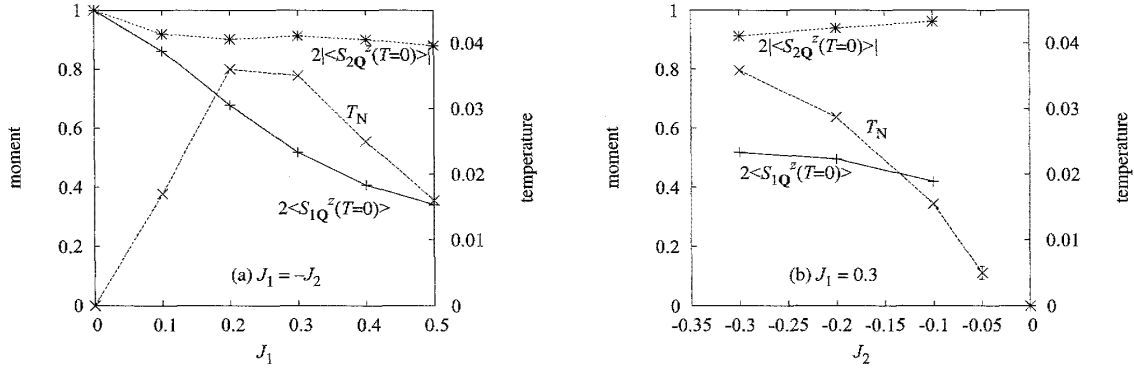 1
0.8
0.6
0.4
0.2
0
moment
0.04
0.03
0.02
0.01
0
temperature
2|<S2Q^z(T=0)>|
T_N
2<S1Q^z(T=0)>
(a) J1 = –J2
0 0.1 0.2 0.3 0.4 0.5
J1
1
0.8
0.6
0.4
0.2
0
moment
0.04
0.03
0.02
0.01
0
temperature
2|<S2Q^z(T=0)>|
T_N
2<S1Q^z(T=0)>
(b) J1 = 0.3
-0.35 -0.3 -0.25 -0.2 -0.15 -0.1 -0.05 0
J2